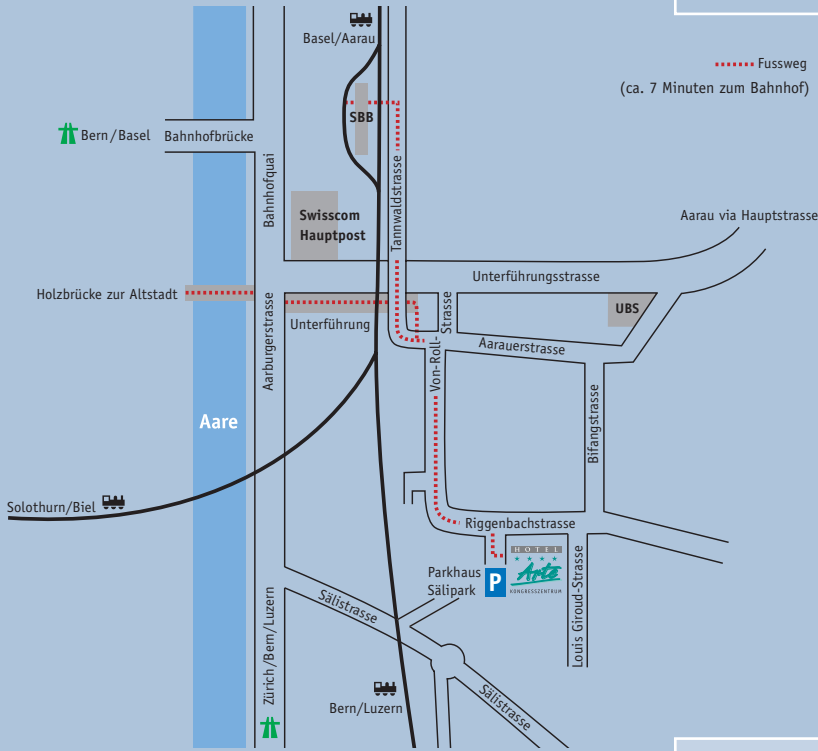 Basel/Aarau
Fussweg
(ca. 7 Minuten zum Bahnhof)
SBB
Bern/Basel
Bahnhofbrücke
Bahnhofquai
Tannwaldstrasse
Swisscom
Hauptpost
Aarau via Hauptstrasse
Unterführungsstrasse
Holzbrücke zur Altstadt
Aarburgerstrasse
Unterführung
Von-Roll-
Strasse
UBS
Aarauerstrasse
Bifangstrasse
Aare
Solothurn/Biel
Riggenbachstrasse
Parkhaus
Sälipark
P
HOTEL
Arte
KONGRESSZENTRUM
Louis Giroud-Strasse
Sälistrasse
Zürich/Bern/Luzern
Bern/Luzern
Sälistrasse